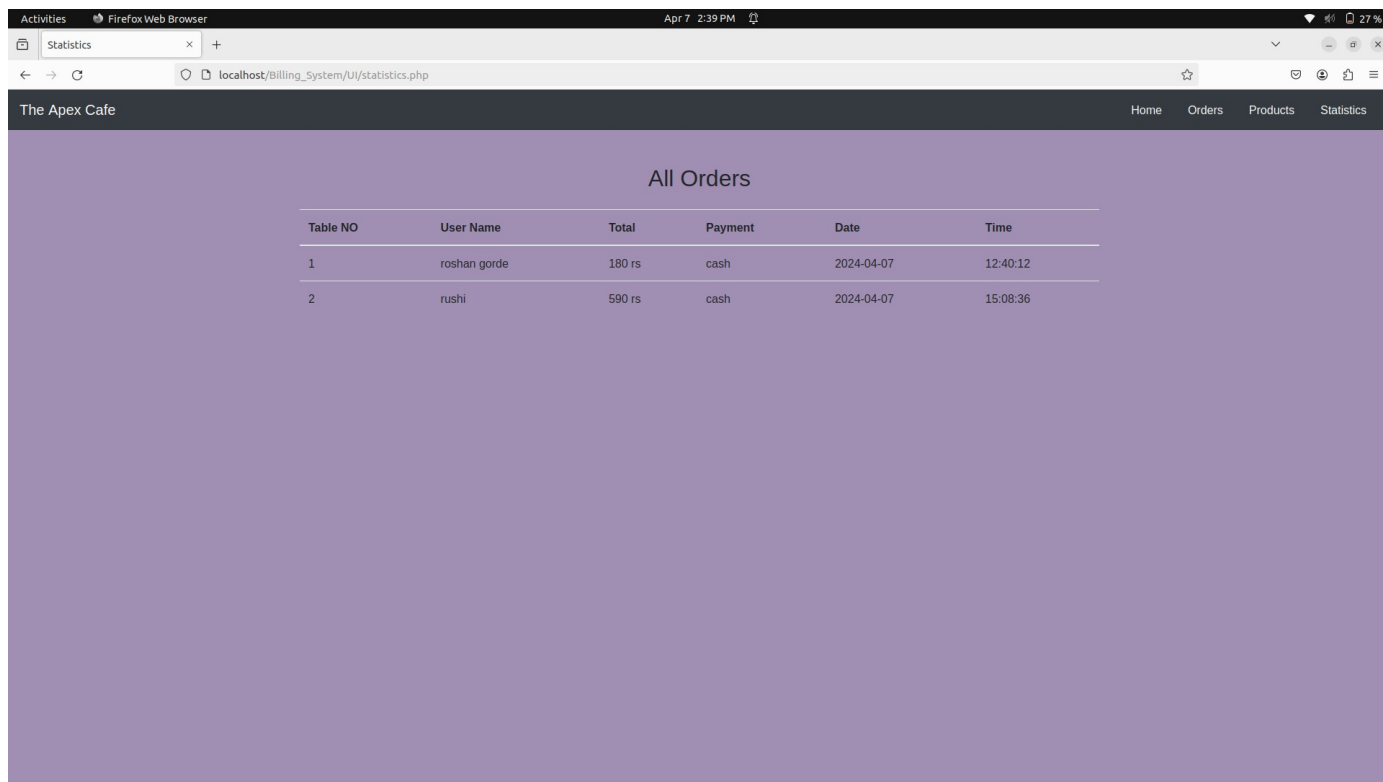 Activities Firefox Web Browser Apr 7 2:39 PM 27 %
Statistics
localhost/Billing_System/UI/statistics.php
The Apex Cafe Home Orders Products Statistics
All Orders
Table NO User Name Total Payment Date Time
1 roshan gorde 180 rs cash 2024-04-07 12:40:12
2 rushi 590 rs cash 2024-04-07 15:08:36